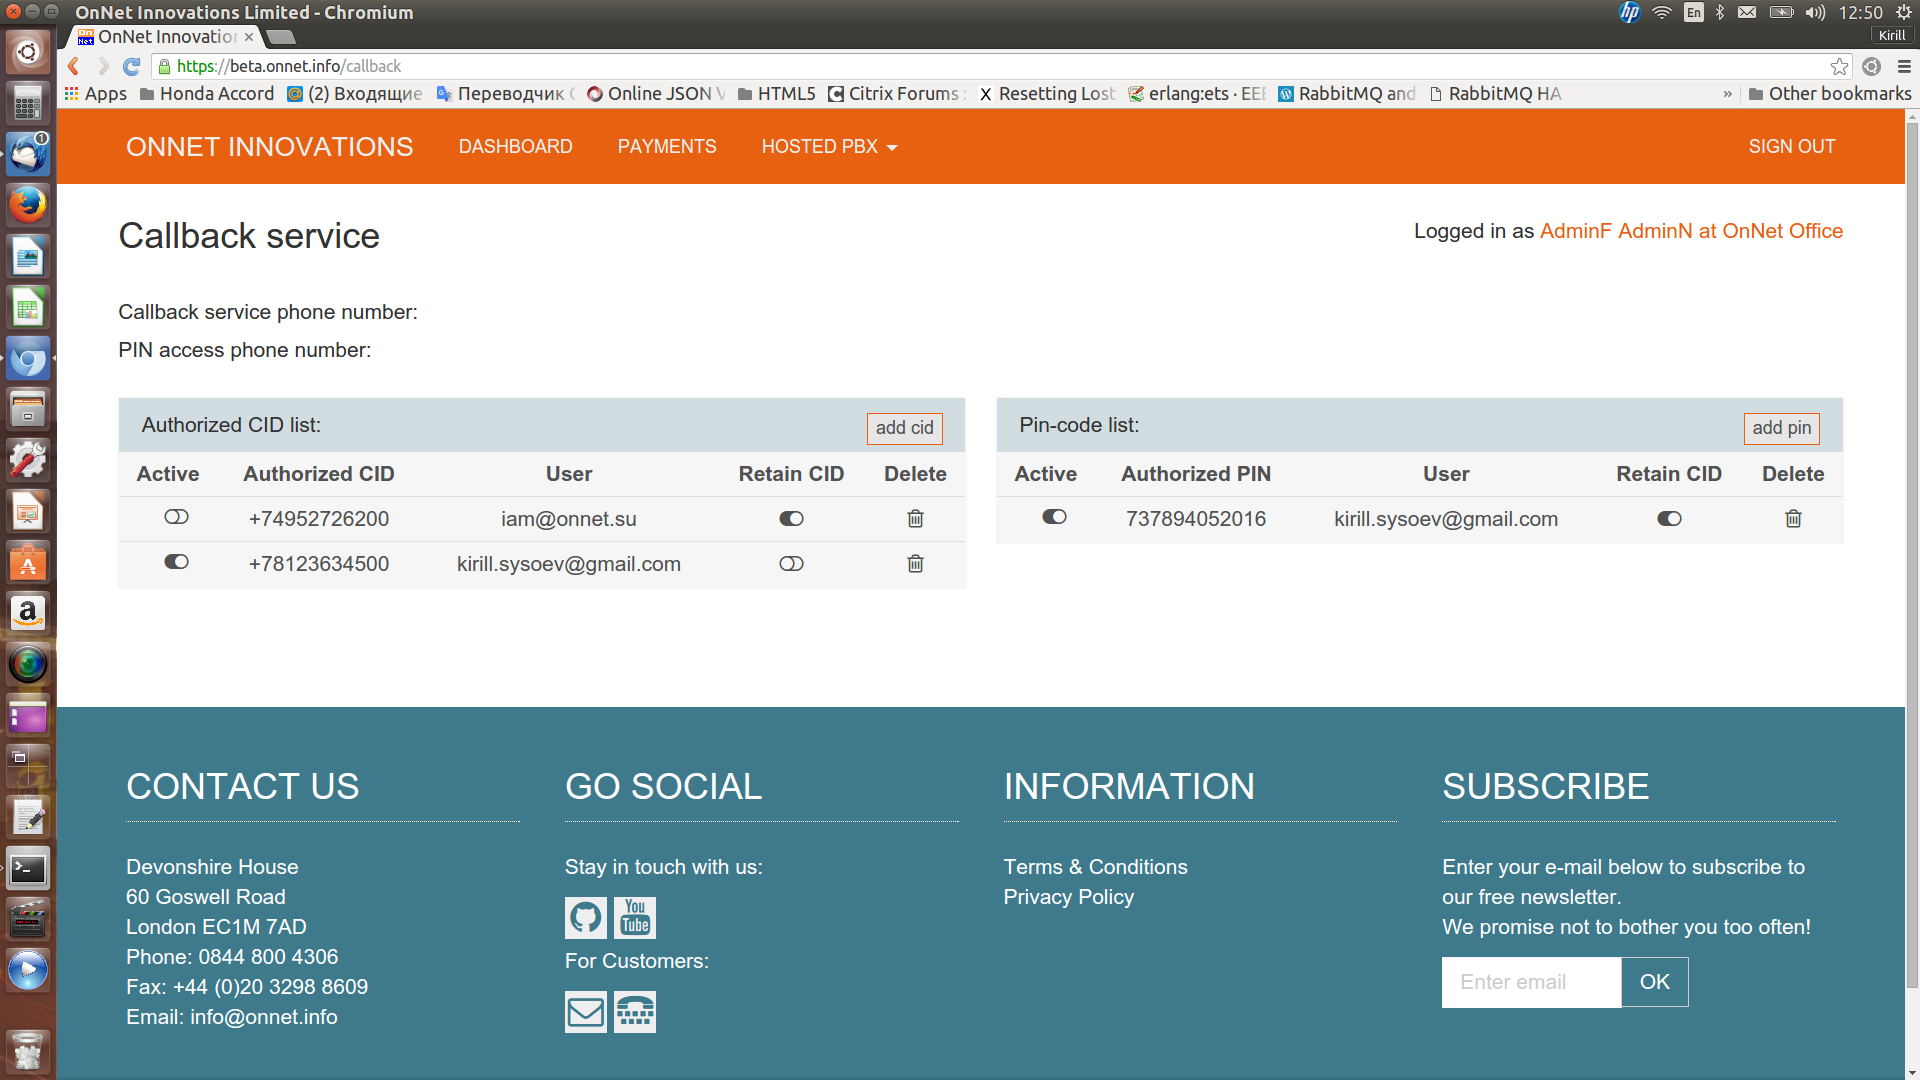 OnNet Innovations Limited - Chromium
hp En 12:50
OnNet Innovation
Kirill
https://beta.onnet.info/callback
Apps Honda Accord (2) Входящие Переводчик Online JSON HTML5 Citrix Forums Resetting Lost erlang:ets · RabbitMQ and RabbitMQ HA » Other bookmarks
ONNET INNOVATIONS DASHBOARD PAYMENTS HOSTED PBX SIGN OUT
Callback service
Logged in as AdminF AdminN at OnNet Office
Callback service phone number:
PIN access phone number:
Authorized CID list: add cid
Active Authorized CID User Retain CID Delete
+74952726200 iam@onnet.su
+78123634500 kirill.sysoev@gmail.com
Pin-code list: add pin
Active Authorized PIN User Retain CID Delete
737894052016 kirill.sysoev@gmail.com
CONTACT US
Devonshire House
60 Goswell Road
London EC1M 7AD
Phone: 0844 800 4306
Fax: +44 (0)20 3298 8609
Email: info@onnet.info
GO SOCIAL
Stay in touch with us:
You
Tube
For Customers:
INFORMATION
Terms & Conditions
Privacy Policy
SUBSCRIBE
Enter your e-mail below to subscribe to
our free newsletter.
We promise not to bother you too often!
Enter email OK